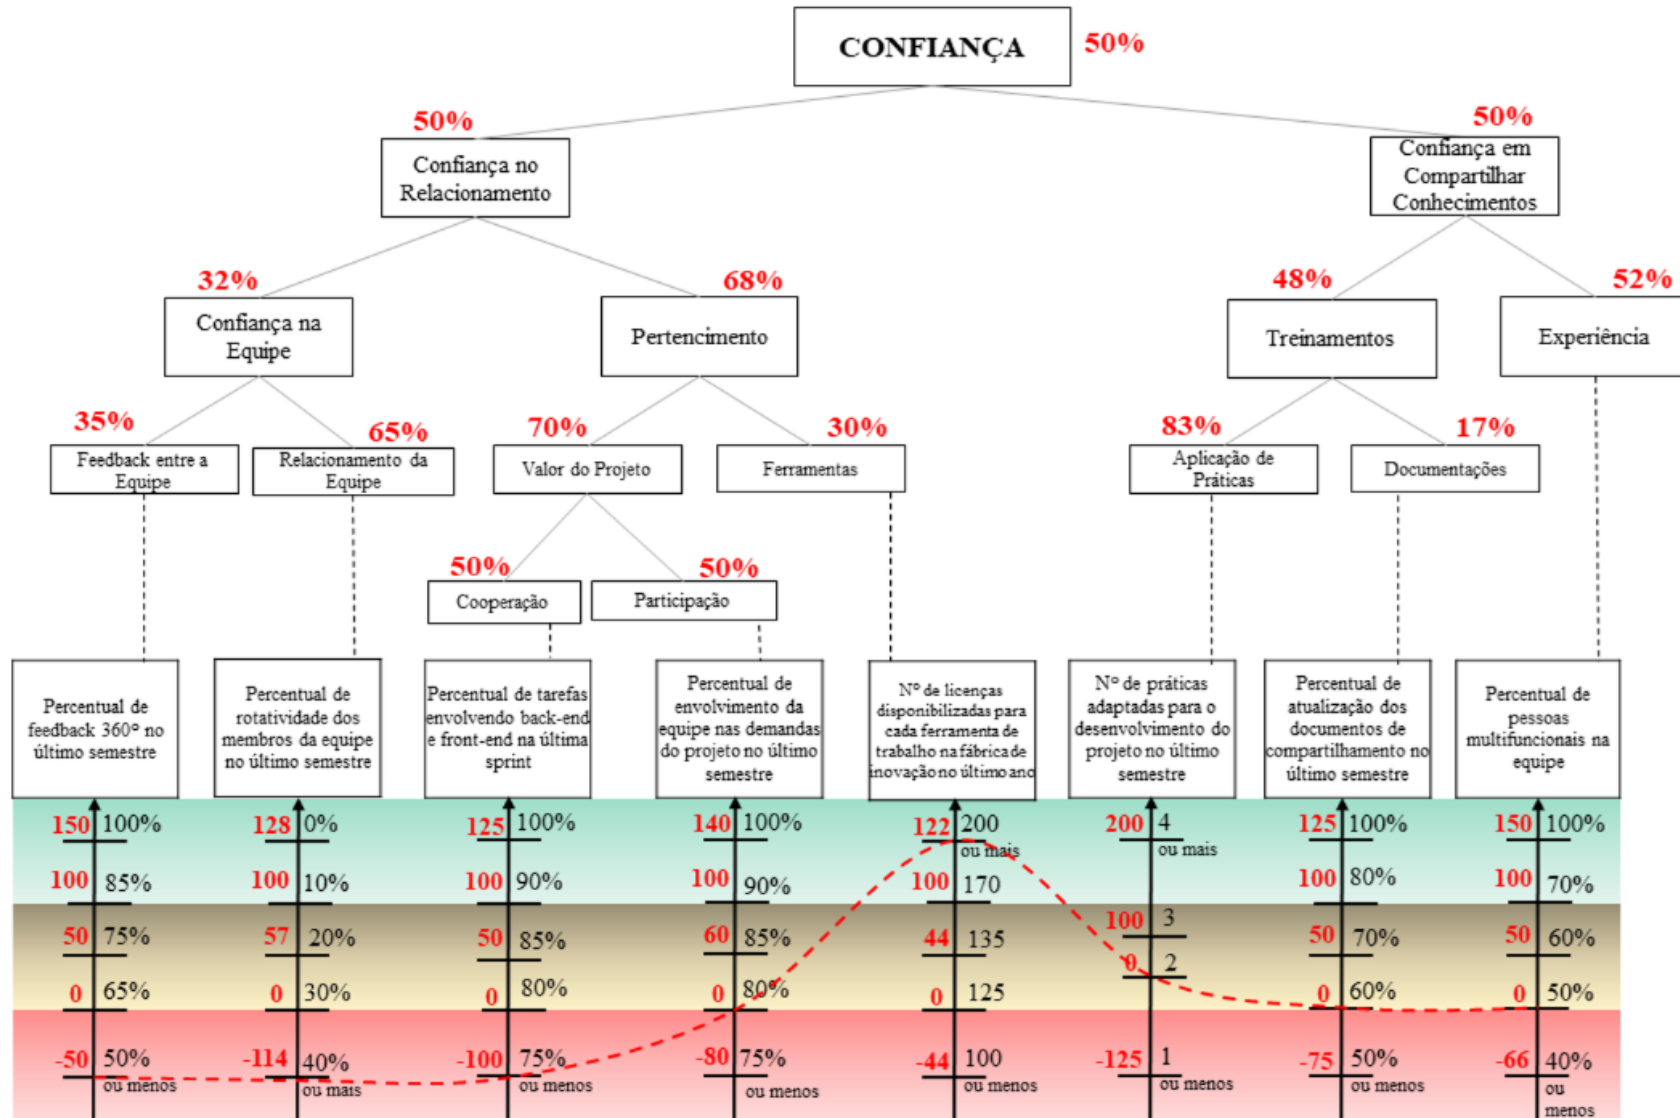 CONFIANÇA
50%
50%
50%
Confiança no
Relacionamento
Confiança em
Compartilhar
Conhecimentos
32%
68%
48%
52%
Confiança na
Equipe
Pertencimento
Treinamentos
Experiência
35%
65%
70%
30%
83%
17%
Feedback entre a
Equipe
Relacionamento da
Equipe
Valor do Projeto
Ferramentas
Aplicação de
Práticas
Documentações
50%
50%
Cooperação
Participação
Percentual de
feedback 360° no
último semestre
Percentual de
rotatividade dos
membros da equipe
no último semestre
Percentual de tarefas
envolvendo back-end
e front-end na última
sprint
Percentual de
envolvimento da
equipe nas demandas
do projeto no último
semestre
N° de licenças
disponibilizadas para
cada ferramenta de
trabalho na fábrica de
inovação no último ano
N° de práticas
adaptadas para o
desenvolvimento do
projeto no último
semestre
Percentual de
atualização dos
documentos de
compartilhamento no
último semestre
Percentual de
pessoas
multifuncionais na
equipe
150 100%
100 85%
50 75%
0 65%
-50 50%
ou menos
128 0%
100 10%
57 20%
0 30%
-114 40%
ou mais
125 100%
100 90%
50 85%
0 80%
-100 75%
ou menos
140 100%
100 90%
60 85%
0 80%
-80 75%
ou menos
122 200
ou mais
100 170
44 135
0 125
-44 100
ou menos
200 4
ou mais
100 3
0 2
-125 1
ou menos
125 100%
100 80%
50 70%
0 60%
-75 50%
ou menos
150 100%
100 70%
50 60%
0 50%
-66 40%
ou
menos